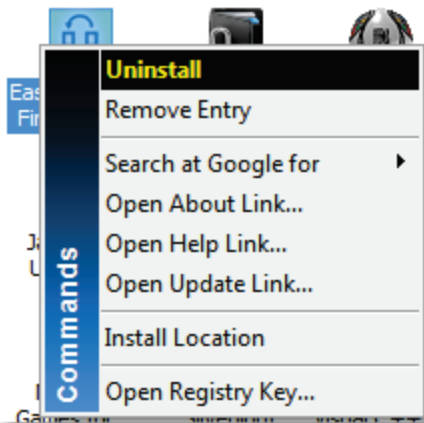 Uninstall
Remove Entry
Search at Google for
Open About Link...
Open Help Link...
Open Update Link...
Install Location
Open Registry Key...
Commands